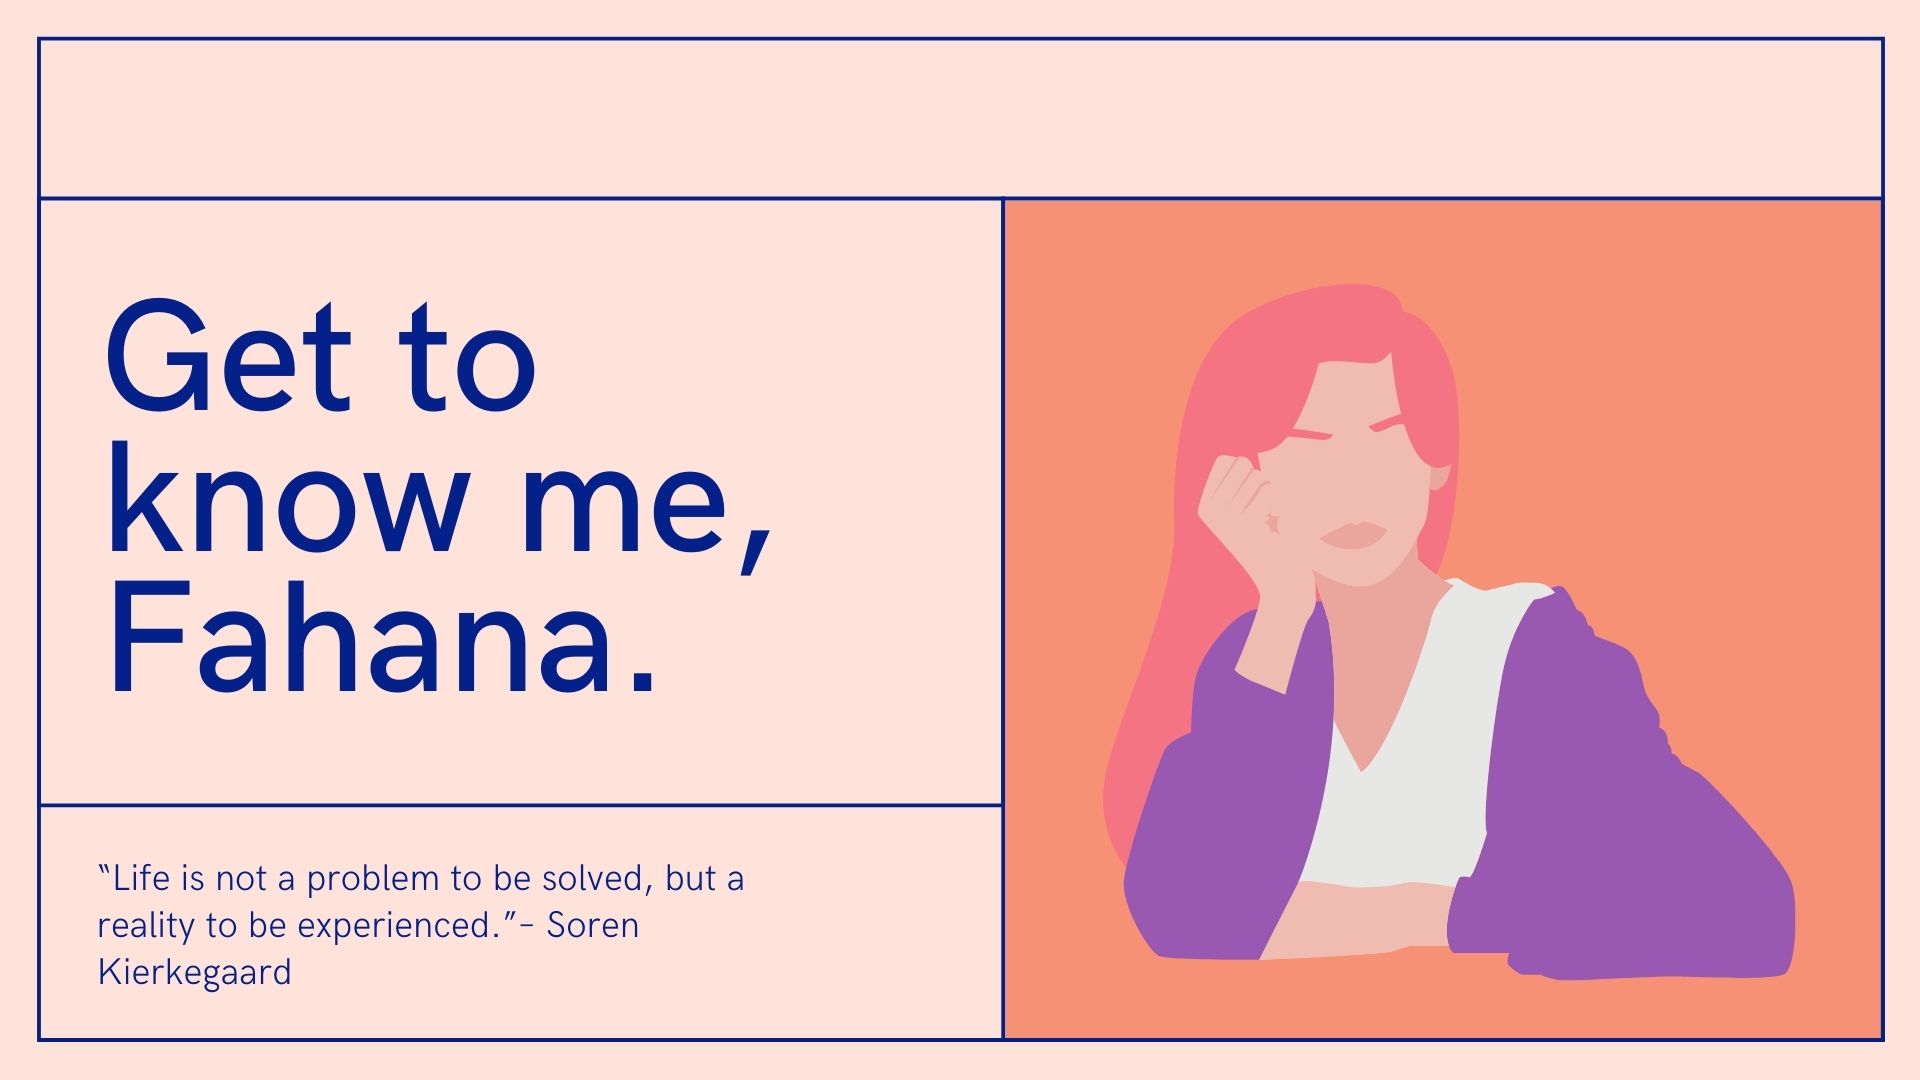 Get to
know me,
Fahana.
“Life is not a problem to be solved, but a
reality to be experienced.”– Soren
Kierkegaard